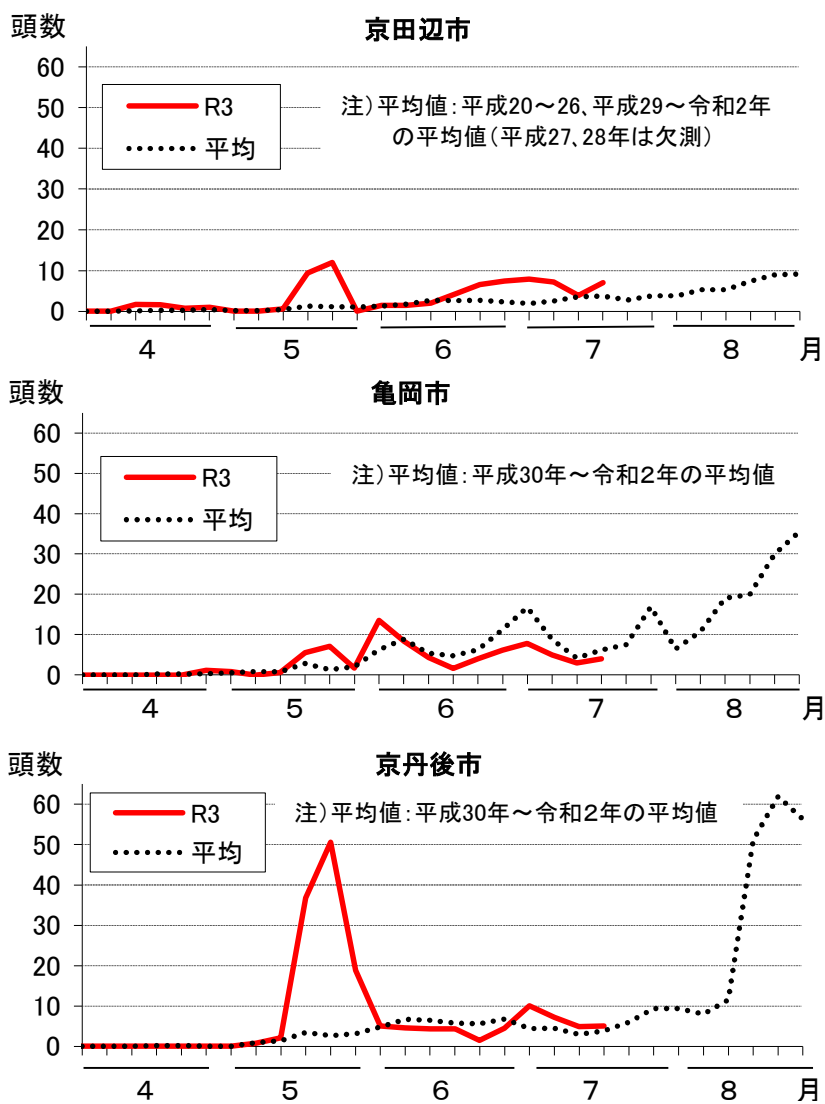 頭数
京田辺市
60
50
40
30
20
10
0
R3
平均
注）平均値：平成20～26、平成29～令和2年
の平均値（平成27、28年は欠測）
4 5 6 7 8 月
頭数
亀岡市
60
50
40
30
20
10
0
R3
平均
注）平均値：平成30年～令和２年の平均値
4 5 6 7 8 月
頭数
京丹後市
60
50
40
30
20
10
0
R3
平均
注）平均値：平成30年～令和２年の平均値
4 5 6 7 8 月